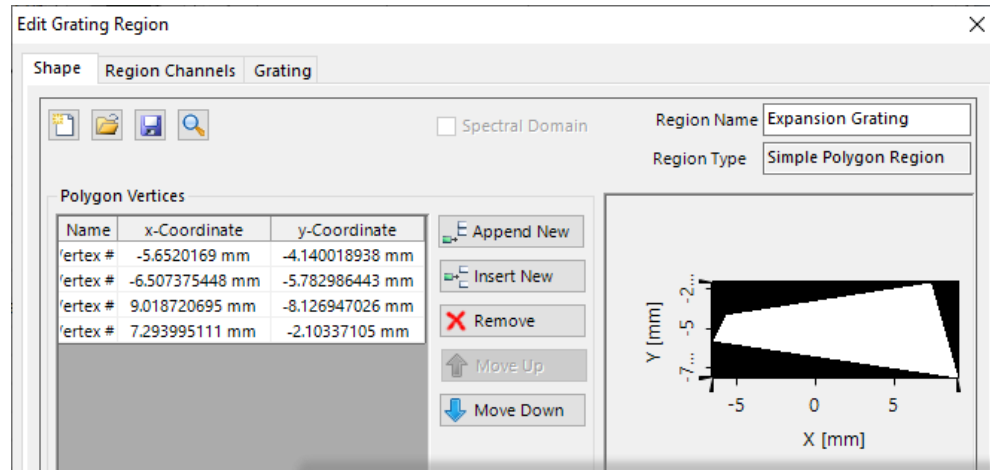 Edit Grating Region
Shape Region Channels Grating
Spectral Domain
Region Name Expansion Grating
Region Type Simple Polygon Region
Polygon Vertices
Name x-Coordinate y-Coordinate
ertex # -5.6520169 mm -4.140018938 mm
ertex # -6.507375448 mm -5.782986443 mm
ertex # 9.018720695 mm -8.126947026 mm
ertex # 7.293995111 mm -2.10337105 mm
Append New
Insert New
Remove
Move Up
Move Down
Y [mm]
-2...
-5
-7...
-5 0 5
X [mm]